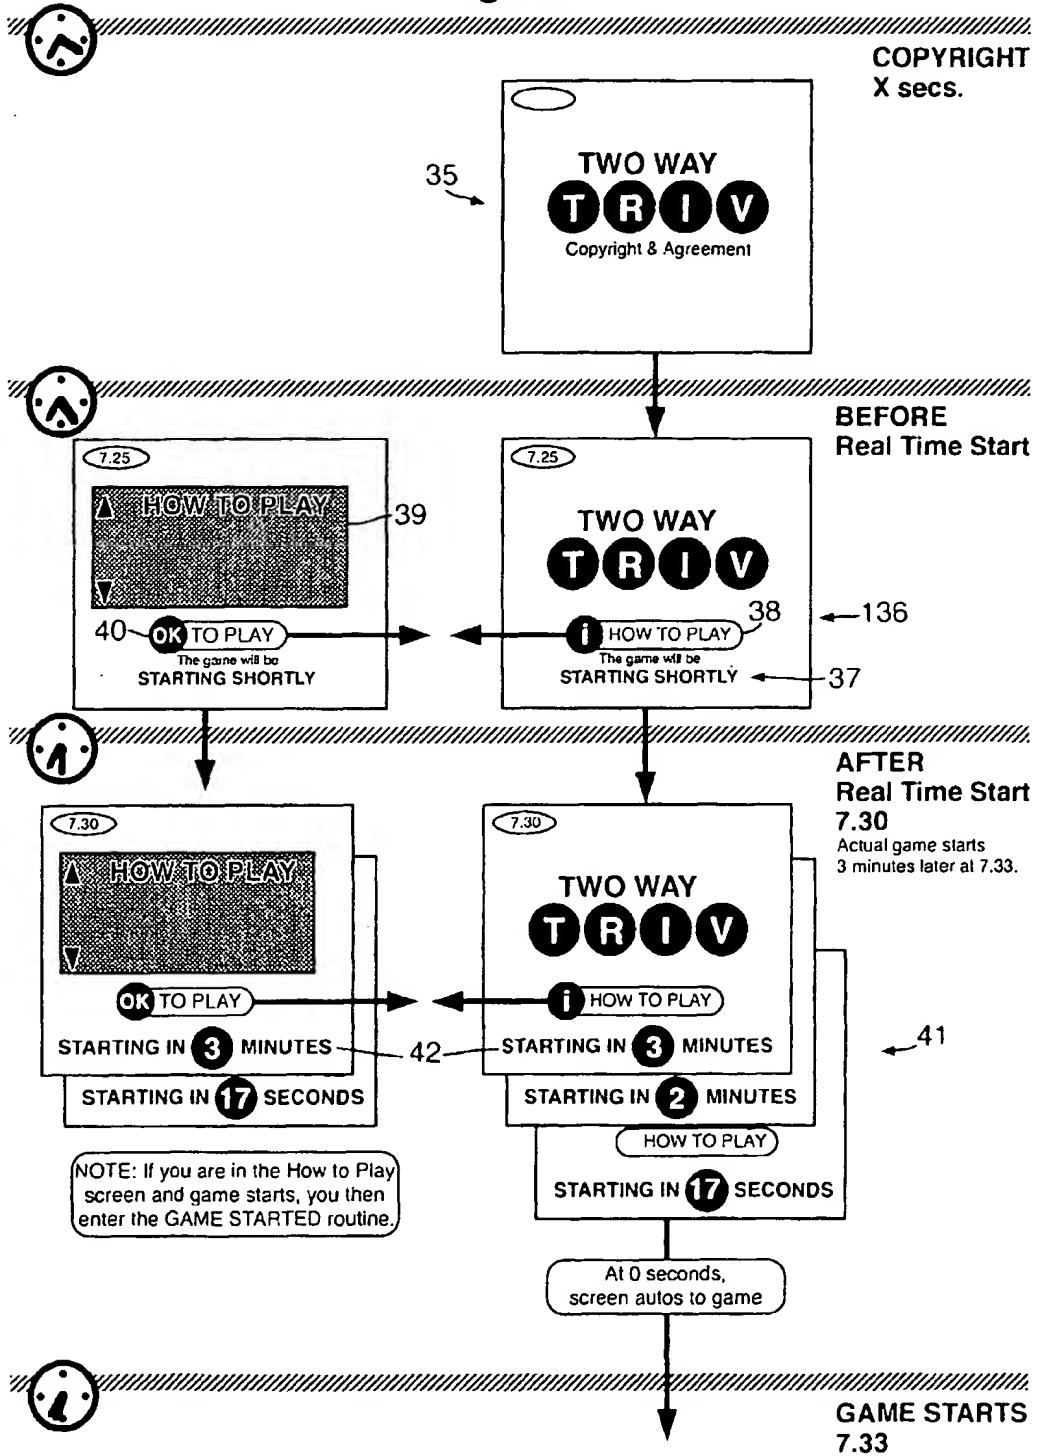 COPYRIGHT
X secs.
TWO WAY
TRIV
Copyright & Agreement
35
BEFORE
Real Time Start
7.25
HOW TO PLAY
39
40
OK TO PLAY
The game will be
STARTING SHORTLY
7.25
TWO WAY
TRIV
38
i HOW TO PLAY
136
The game will be
STARTING SHORTLY
37
AFTER
Real Time Start
7.30
Actual game starts
3 minutes later at 7.33.
7.30
HOW TO PLAY
OK TO PLAY
STARTING IN 3 MINUTES
42
STARTING IN 17 SECONDS
NOTE: If you are in the How to Play
screen and game starts, you then
enter the GAME STARTED routine.
7.30
TWO WAY
TRIV
i HOW TO PLAY
STARTING IN 3 MINUTES
41
STARTING IN 2 MINUTES
HOW TO PLAY
STARTING IN 17 SECONDS
At 0 seconds,
screen autos to game
GAME STARTS
7.33